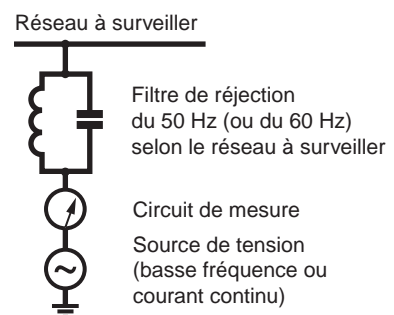 Réseau à surveiller
Filtre de réjection
du 50 Hz (ou du 60 Hz)
selon le réseau à surveiller
Circuit de mesure
Source de tension
(basse fréquence ou
courant continu)